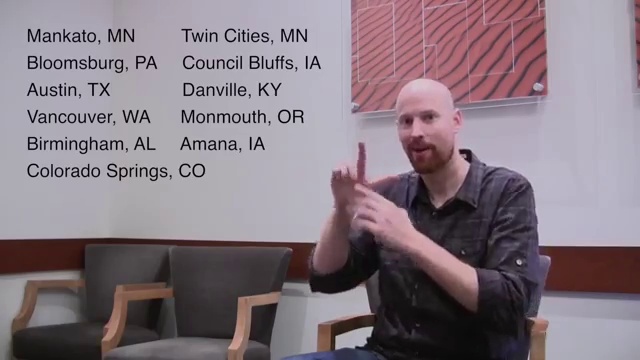 Mankato, MN Twin Cities, MN
Bloomsburg, PA Council Bluffs, IA
Austin, TX Danville, KY
Vancouver, WA Monmouth, OR
Birmingham, AL Amana, IA
Colorado Springs, CO